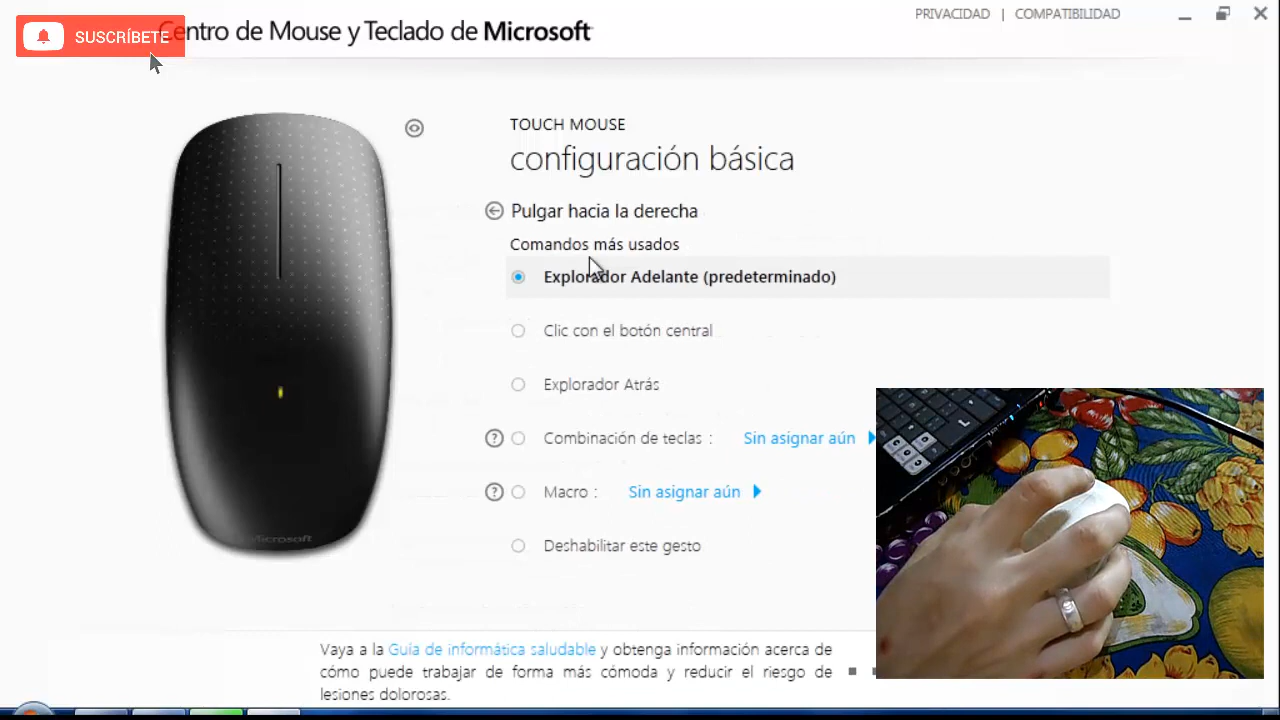 PRIVACIDAD | COMPATIBILIDAD
SUSCRÍBETE
Centro de Mouse y Teclado de Microsoft
TOUCH MOUSE
configuración básica
Pulgar hacia la derecha
Comandos más usados
Explorador Adelante (predeterminado)
Clic con el botón central
Explorador Atrás
? Combinación de teclas : Sin asignar aún
? Macro : Sin asignar aún
Deshabilitar este gesto
Microsoft
Vaya a la Guía de informática saludable y obtenga información acerca de
cómo puede trabajar de forma más cómoda y reducir el riesgo de
lesiones dolorosas.